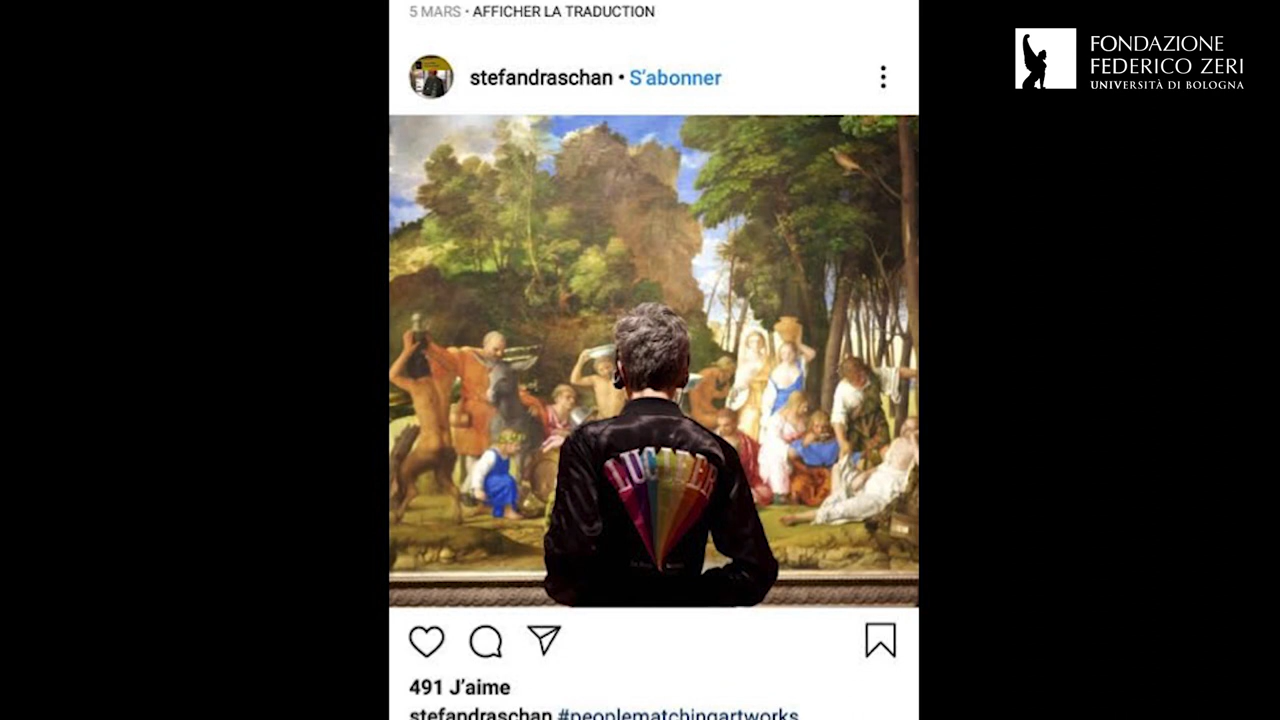 5 MARS • AFFICHER LA TRADUCTION
FONDAZIONE
FEDERICO ZERI
UNIVERSITÀ DI BOLOGNA
stefandraschan • S'abonner
LUCIFER
491 J'aime
stefandraschan #peoplematchingartworks